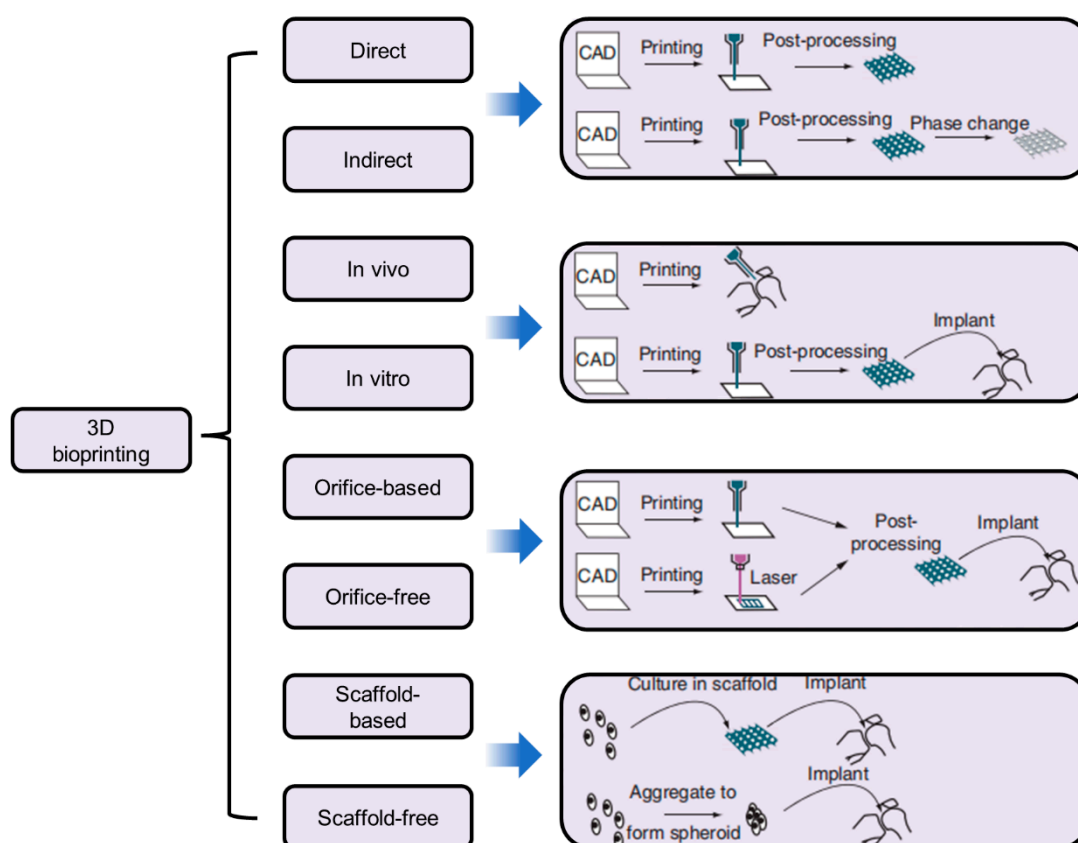 3D
bioprinting
Direct
Indirect
In vivo
In vitro
Orifice-based
Orifice-free
Scaffold-
based
Scaffold-free
CAD
Printing
Post-processing
CAD
Printing
Post-processing
Phase change
CAD
Printing
CAD
Printing
Post-processing
Implant
CAD
Printing
CAD
Printing
Laser
Post-
processing
Implant
Culture in scaffold
Implant
Aggregate to
form spheroid
Implant